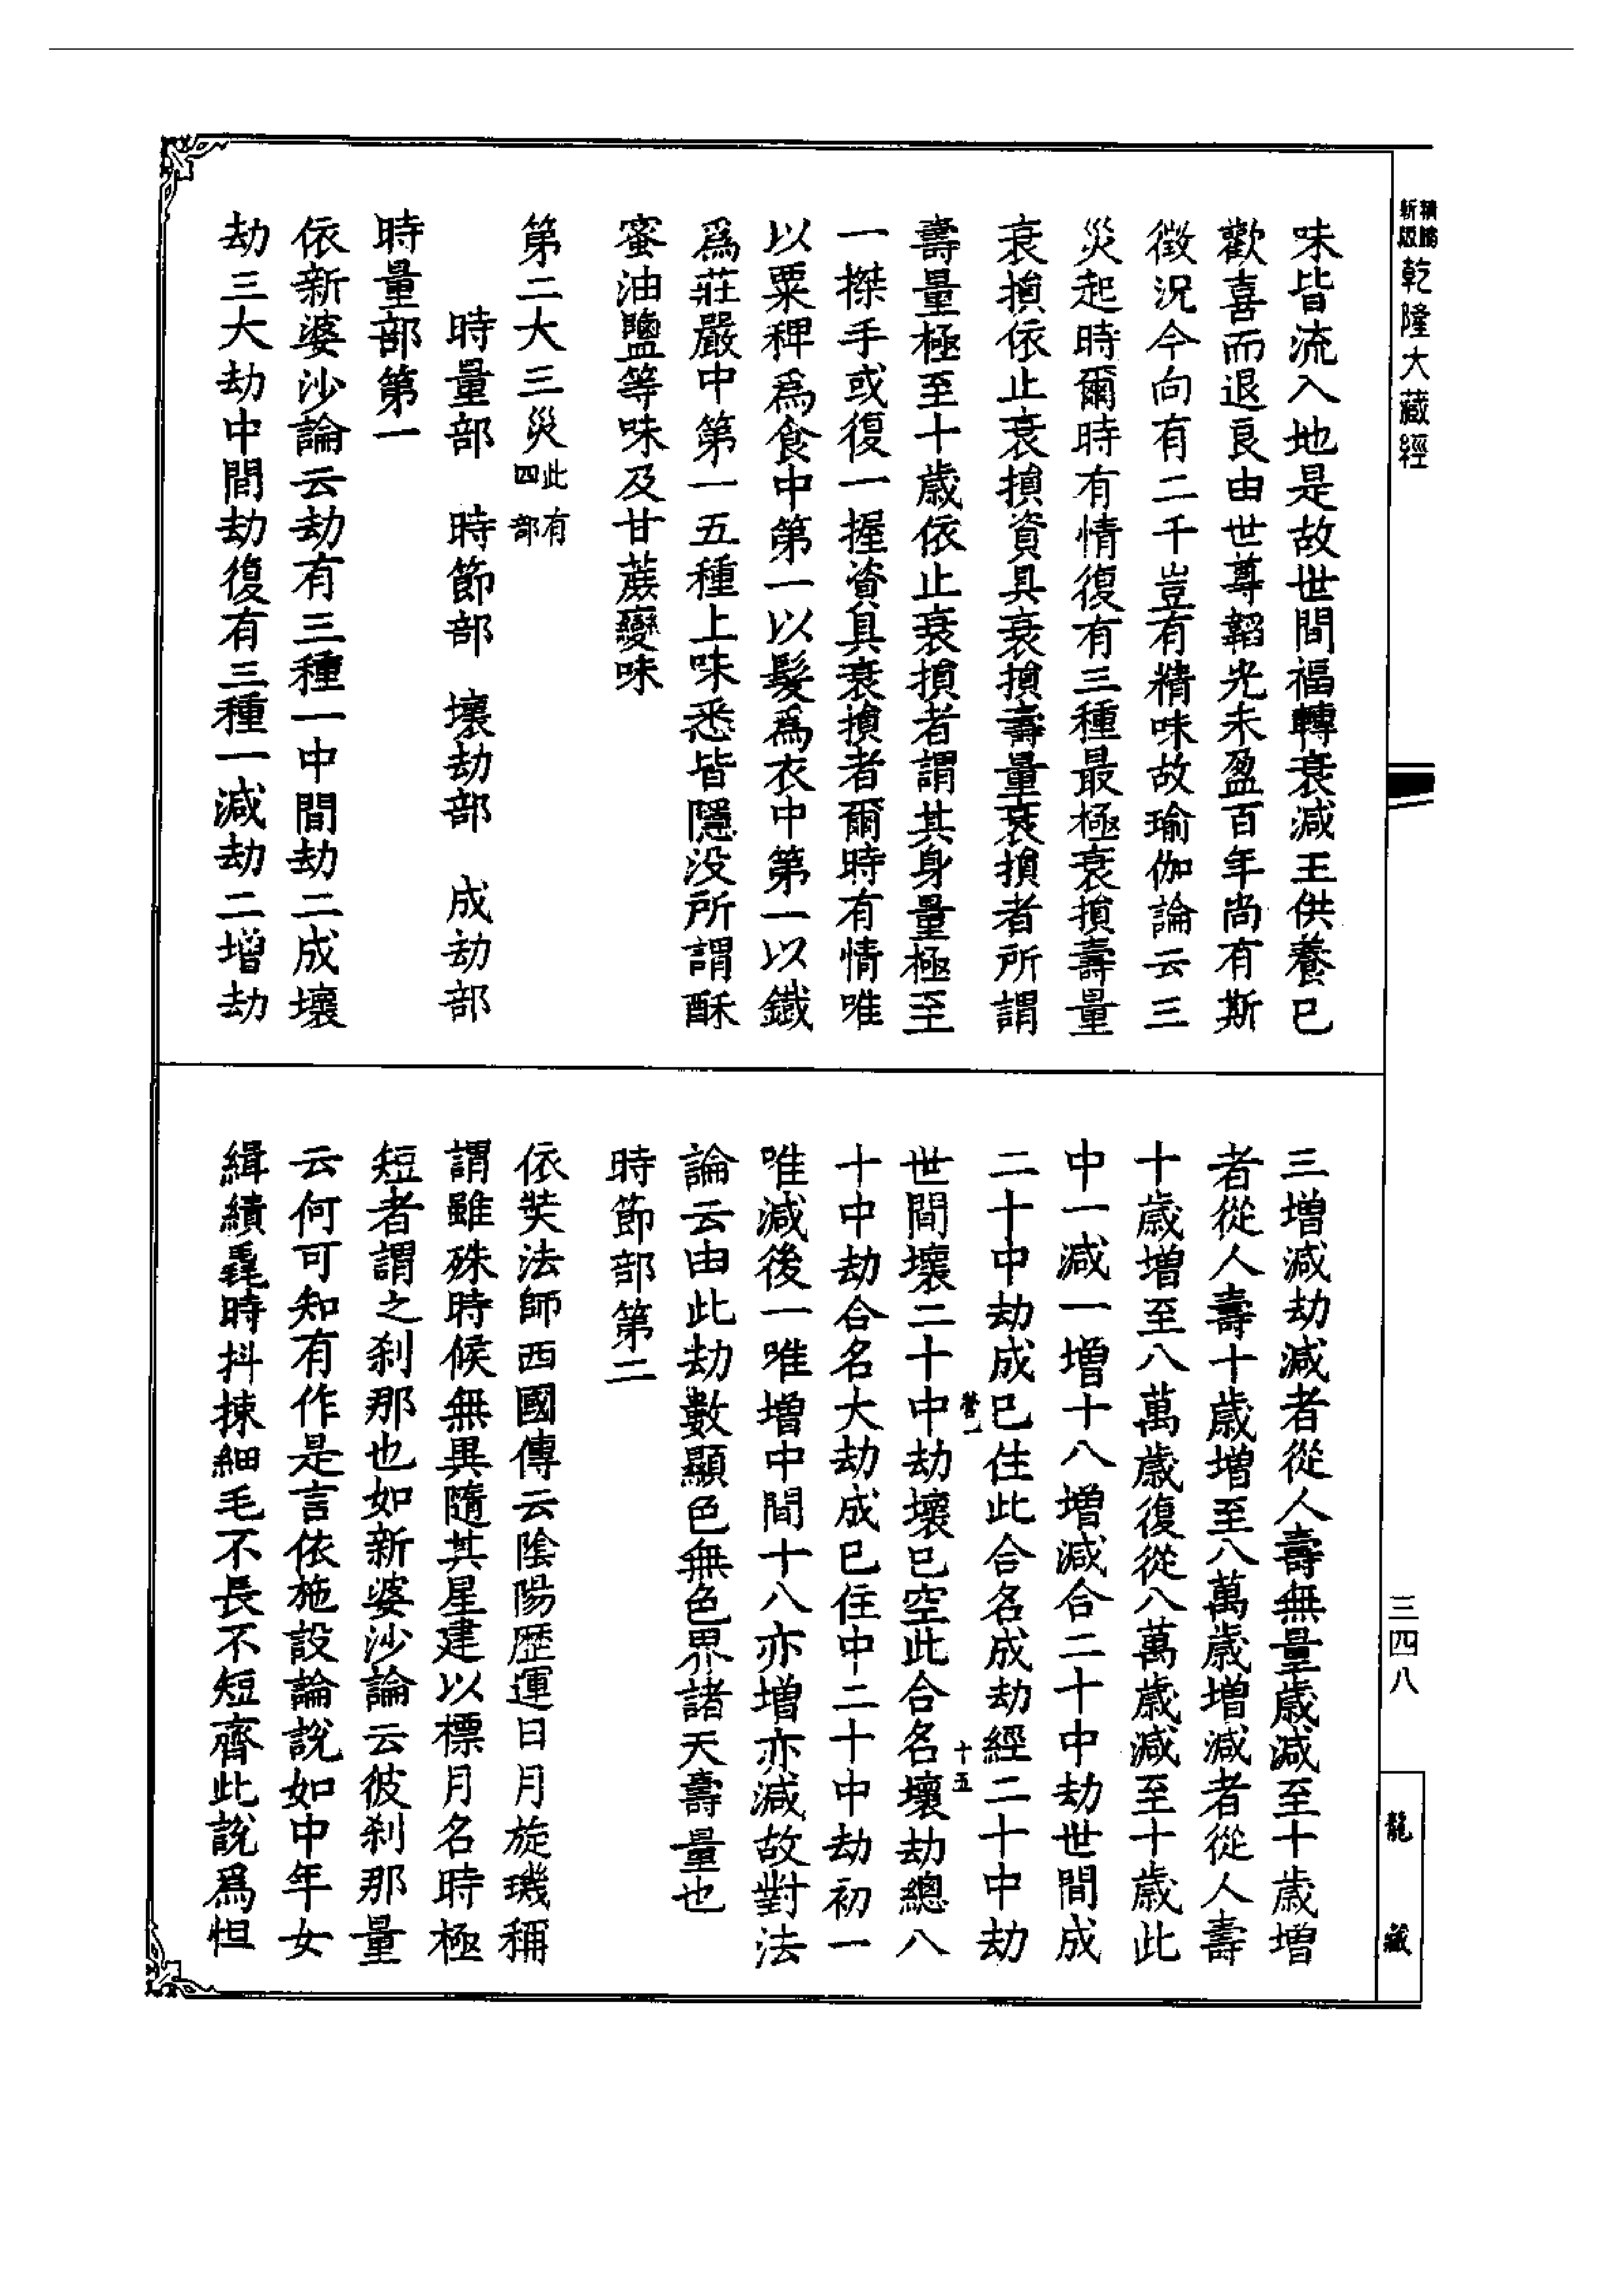 乾隆大藏經
味皆流入地是故世間福轉衰減王供養已
歡喜而退良由世尊韜光未盈百年尚有斯
徵況今向有二千豈有精味故瑜伽論云三
災起時爾時有情復有三種最極衰損壽量
衰損依止衰損資具衰損壽量衰損者所謂
壽量極至十歲依止衰損者謂其身量極至
一搩手或復一握資具衰損者爾時有情唯
以粟稗爲食中第一以髮爲衣中第一以鐵
爲莊嚴中第一五種上味悉皆隱没所謂酥
蜜油鹽等味及甘蔗變味
第二大三災此有四部
時量部 時節部 壞劫部 成劫部
時量部第一
依新婆沙論云劫有三種一中間劫二成壞
劫三大劫中間劫復有三種一減劫二增劫
三增減劫減者從人壽無量歲減至十歲增
者從人壽十歲增至八萬歲增減者從人壽
十歲增至八萬歲復從八萬歲減至十歲此
中一減一增十八增減合二十中劫世間成
二十中劫成已住此合名成劫經二十中劫
世間壞二十中劫壞已空此合名壞劫總八
十中劫合名大劫成已住中二十中劫初一
唯減後一唯增中間十八亦增亦減故對法
論云由此劫數顯色無色界諸天壽量也
時節部第二
依奘法師西國傳云陰陽歷運日月旋璣稱
謂雖殊時候無異隨其星建以標月名時極
短者謂之刹那也如新婆沙論云彼刹那量
云何可知有作是言依施設論說如中年女
緝績毳時抖揀細毛不長不短齊此說爲怛
三四八
龍藏